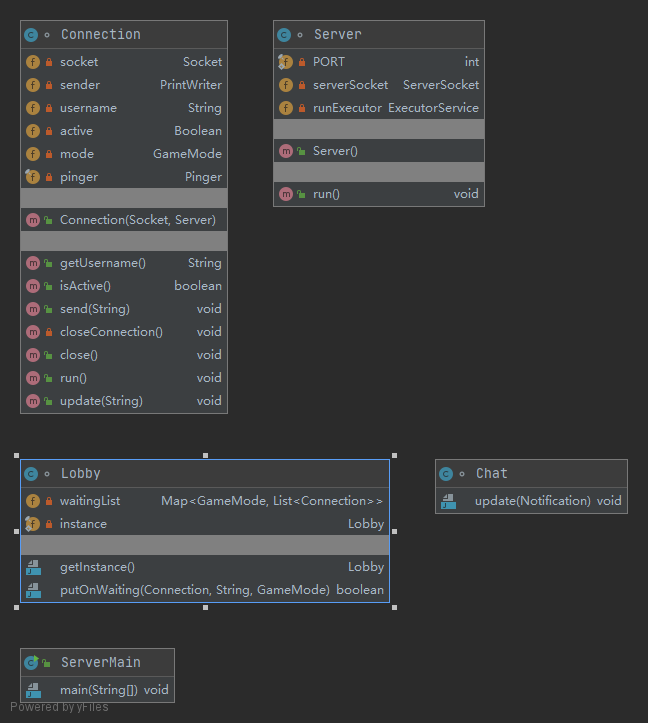 Connection
socket Socket
sender PrintWriter
username String
active Boolean
mode GameMode
pinger Pinger
Connection(Socket, Server)
getUsername() String
isActive() boolean
send(String) void
closeConnection() void
close() void
run() void
update(String) void
Server
PORT int
serverSocket ServerSocket
runExecutor ExecutorService
Server()
run() void
Lobby
waitingList Map<GameMode, List<Connection>>
instance Lobby
getInstance() Lobby
putOnWaiting(Connection, String, GameMode) boolean
Chat
update(Notification) void
ServerMain
main(String[]) void
Powered by yFiles